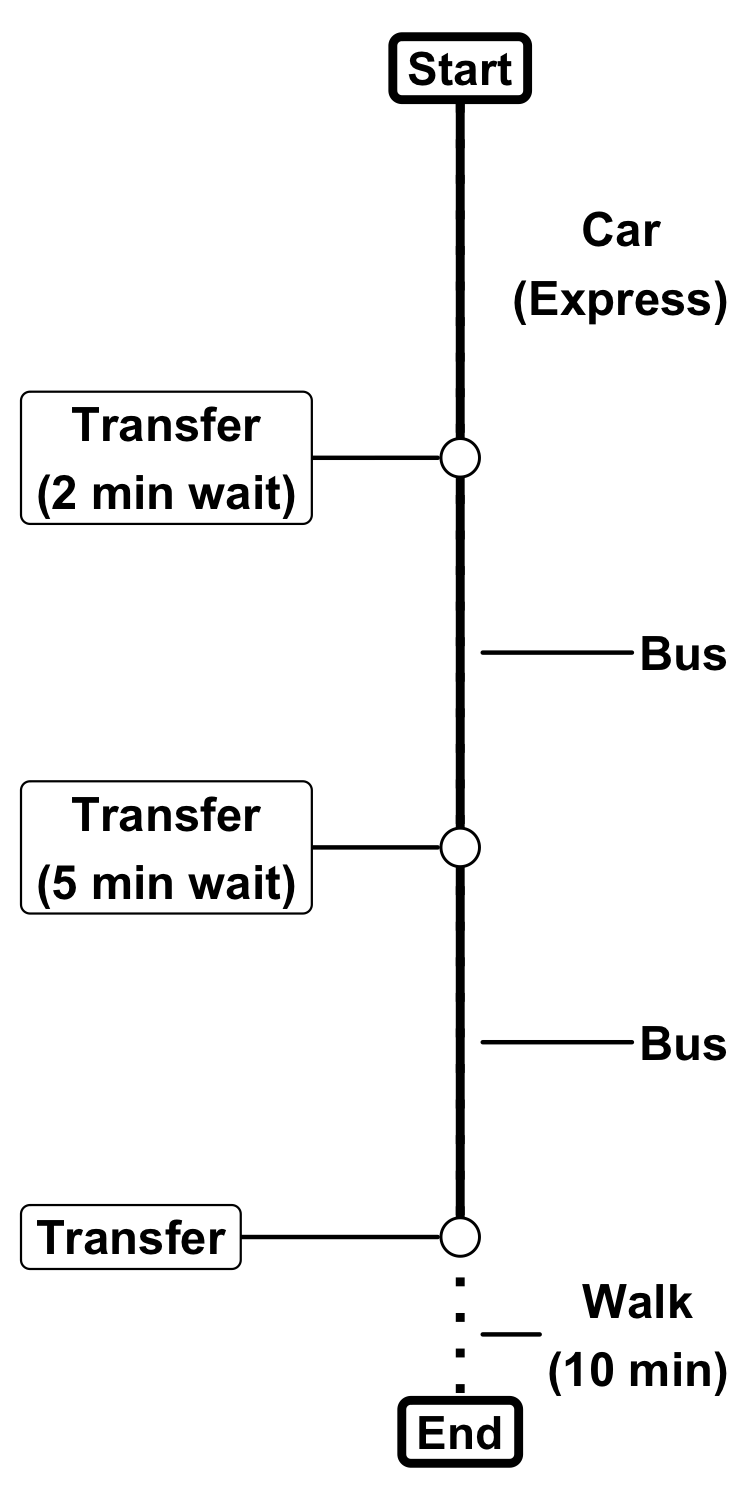 Start
Car
(Express)
Transfer
(2 min wait)
Bus
Transfer
(5 min wait)
Bus
Transfer
Walk
(10 min)
End